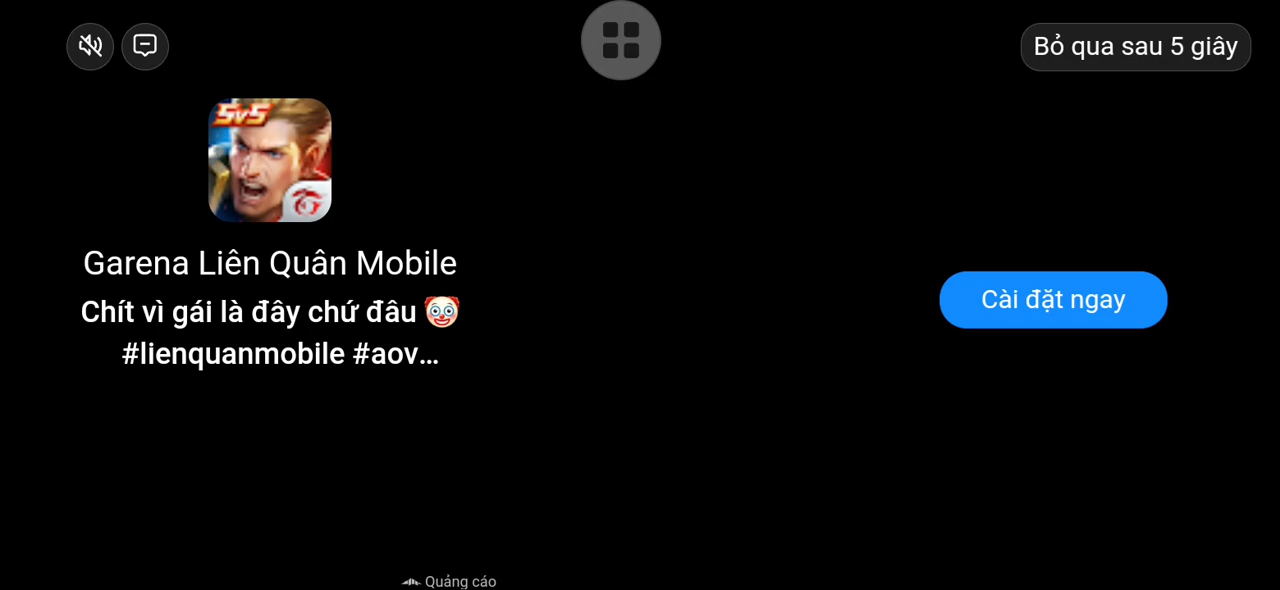 Bỏ qua sau 5 giây
5v5
Garena Liên Quân Mobile
Chít vì gái là đây chứ đâu 🤡
#lienquanmobile #aov...
Cài đặt ngay
Quảng cáo